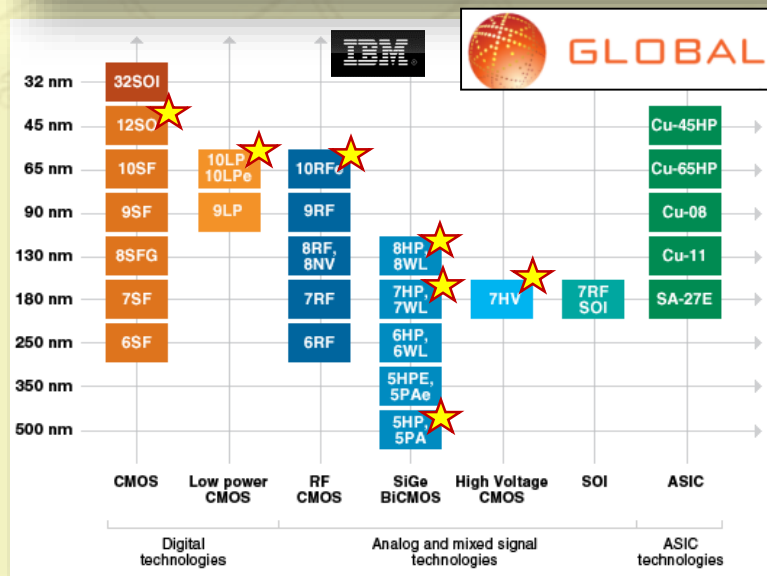 IBM
GLOBAL
32 nm
32SOI
45 nm
Cu-45HP
65 nm
10SF
10LP
10LPe
Cu-65HP
90 nm
9SF
9LP
9RF
Cu-08
130 nm
8SFG
8RF,
8NV
8HP,
8WL
Cu-11
180 nm
7SF
7RF
7HP,
7WL
7HV
7RF
SOI
SA-27E
250 nm
6SF
6RF
6HP,
6WL
350 nm
5HPE,
5PAe
500 nm
5HP,
5PA
CMOS
Low power
CMOS
RF
CMOS
SiGe
BiCMOS
High Voltage
CMOS
SOI
ASIC
Digital
technologies
Analog and mixed signal
technologies
ASIC
technologies